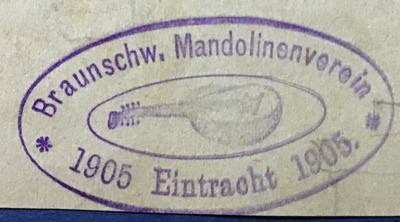 Braunschw. Mandolinenverein
* 1905 Eintracht 1905. *